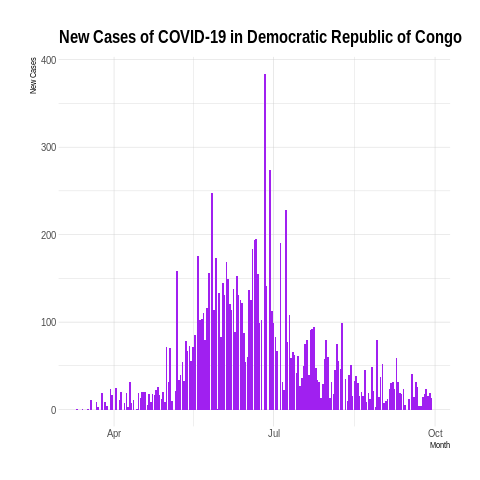 New Cases of COVID-19 in Democratic Republic of Congo
New Cases
400
300
200
100
0
Apr
Jul
Oct
Month